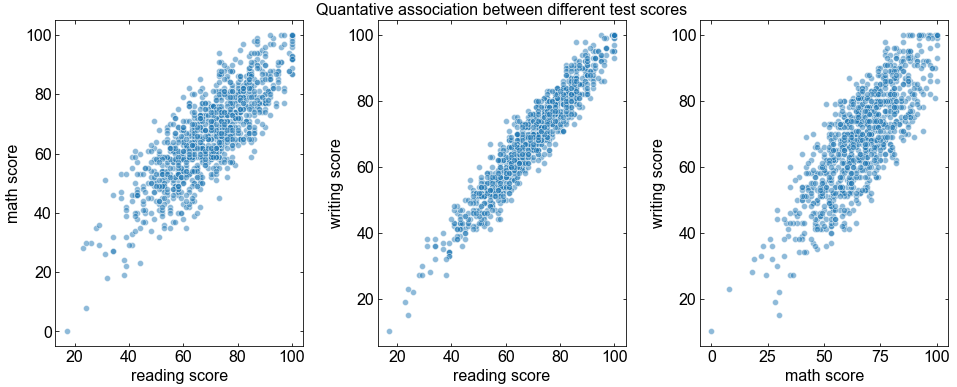 Quantative association between different test scores
100
80
60
40
20
0
math score
20 40 60 80 100
reading score
100
80
60
40
20
writing score
20 40 60 80 100
reading score
100
80
60
40
20
writing score
0 25 50 75 100
math score